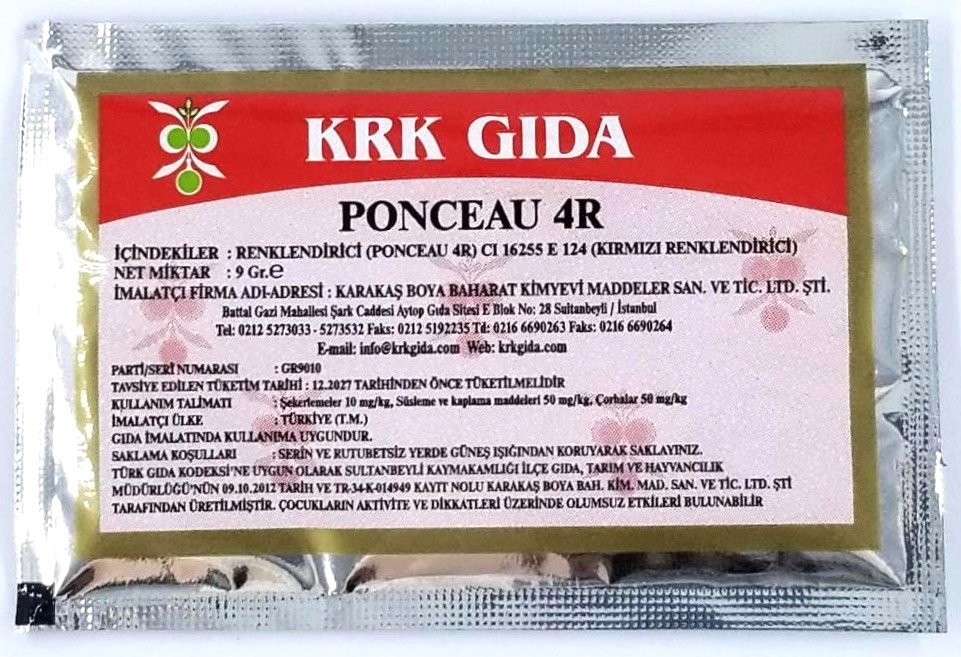 KRK GIDA
PONCEAU 4R
İÇİNDEKİLER : RENKLENDİRİCİ (PONCEAU 4R) CI 16255 E 124 (KIRMIZI RENKLENDİRİCİ)
NET MİKTAR : 9 Gr.e
İMALATÇI FİRMA ADI-ADRESİ : KARAKAŞ BOYA BAHARAT KİMYEVİ MADDELER SAN. VE TİC. LTD. ŞTİ.
Battal Gazi Mahallesi Şark Caddesi Aytop Gıda Sitesi E Blok No: 28 Sultanbeyli / İstanbul
Tel: 0212 5273033 - 5273532 Faks: 0212 5192235 Td: 0216 6690263 Faks: 0216 6690264
E-mail: info@krkgida.com Web: krkgida.com
PARTİ/SERİ NUMARASI : GR9010
TAVSİYE EDİLEN TÜKETİM TARİHİ : 12.2027 TARİHİNDEN ÖNCE TÜKETİLMELİDİR
KULLANIM TALİMATI : Şekerlemeler 10 mg/kg, Süsleme ve kaplama maddeleri 50 mg/kg, Çorbalar 50 mg/kg
İMALATÇI ÜLKE : TÜRKİYE (T.M.)
GIDA İMALATINDA KULLANIMA UYGUNDUR.
SAKLAMA KOŞULLARI : SERİN VE RUTUBETSİZ YERDE GÜNEŞ IŞIĞINDAN KORUYARAK SAKLAYINIZ.
TÜRK GIDA KODEKSİ'NE UYGUN OLARAK SULTANBEYLİ KAYMAKAMLIĞI İLÇE GIDA, TARIM VE HAYVANCILIK
MÜDÜRLÜĞÜ'NÜN 09.10.2012 TARİH VE TR-34-K-014949 KAYIT NOLU KARAKAŞ BOYA BAH. KİM. MAD. SAN. VE TİC. LTD. ŞTİ
TARAFINDAN ÜRETİLMİŞTİR. ÇOCUKLARIN AKTİVİTE VE DİKKATLERİ ÜZERİNDE OLUMSUZ ETKİLERİ BULUNABİLİR